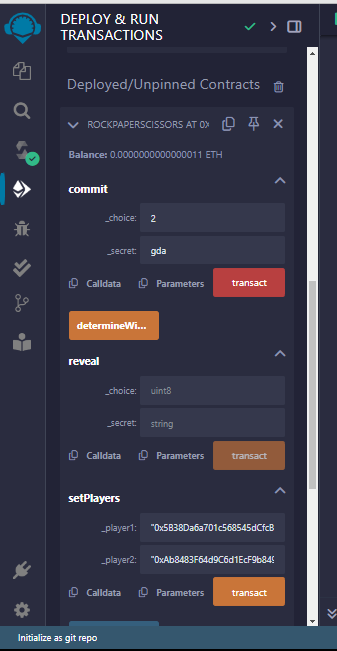 DEPLOY & RUN
TRANSACTIONS
Deployed/Unpinned Contracts
ROCKPAPERSCISSORS AT 0X
Balance: 0.0000000000000011 ETH
commit
_choice: 2
_secret: gda
Calldata Parameters transact
determineWi...
reveal
_choice: uint8
_secret: string
Calldata Parameters transact
setPlayers
_player1: "0x5B38Da6a701c568545dCfcB
_player2: "0xAb8483F64d9C6d1EcF9b849
Calldata Parameters transact
Initialize as git repo